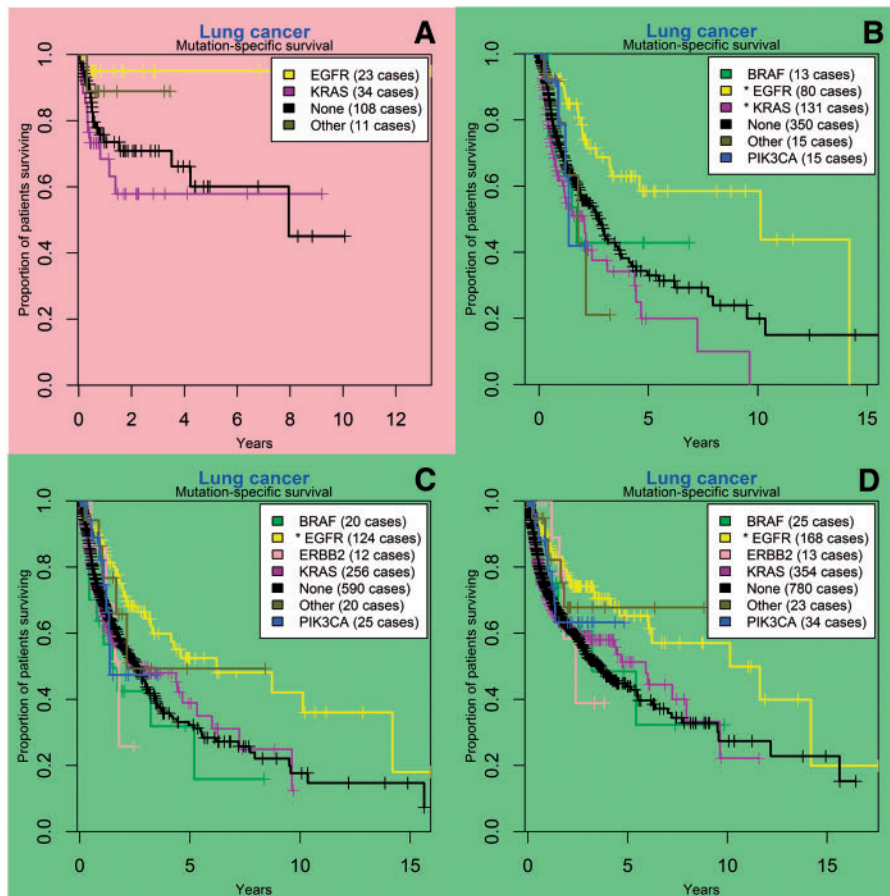 Lung cancer
A
Mutation-specific survival
EGFR (23 cases)
KRAS (34 cases)
None (108 cases)
Other (11 cases)
Proportion of patients surviving
0.0 0.2 0.4 0.6 0.8 1.0
0 2 4 6 8 10 12
Years
Lung cancer
B
Mutation-specific survival
BRAF (13 cases)
* EGFR (80 cases)
* KRAS (131 cases)
None (350 cases)
Other (15 cases)
PIK3CA (15 cases)
Proportion of patients surviving
0.0 0.2 0.4 0.6 0.8 1.0
0 5 10 15
Years
Lung cancer
C
Mutation-specific survival
BRAF (20 cases)
* EGFR (124 cases)
ERBB2 (12 cases)
KRAS (256 cases)
None (590 cases)
Other (20 cases)
PIK3CA (25 cases)
Proportion of patients surviving
0.0 0.2 0.4 0.6 0.8 1.0
0 5 10 15
Years
Lung cancer
D
Mutation-specific survival
BRAF (25 cases)
* EGFR (168 cases)
ERBB2 (13 cases)
KRAS (354 cases)
None (780 cases)
Other (23 cases)
PIK3CA (34 cases)
Proportion of patients surviving
0.0 0.2 0.4 0.6 0.8 1.0
0 5 10 15
Years